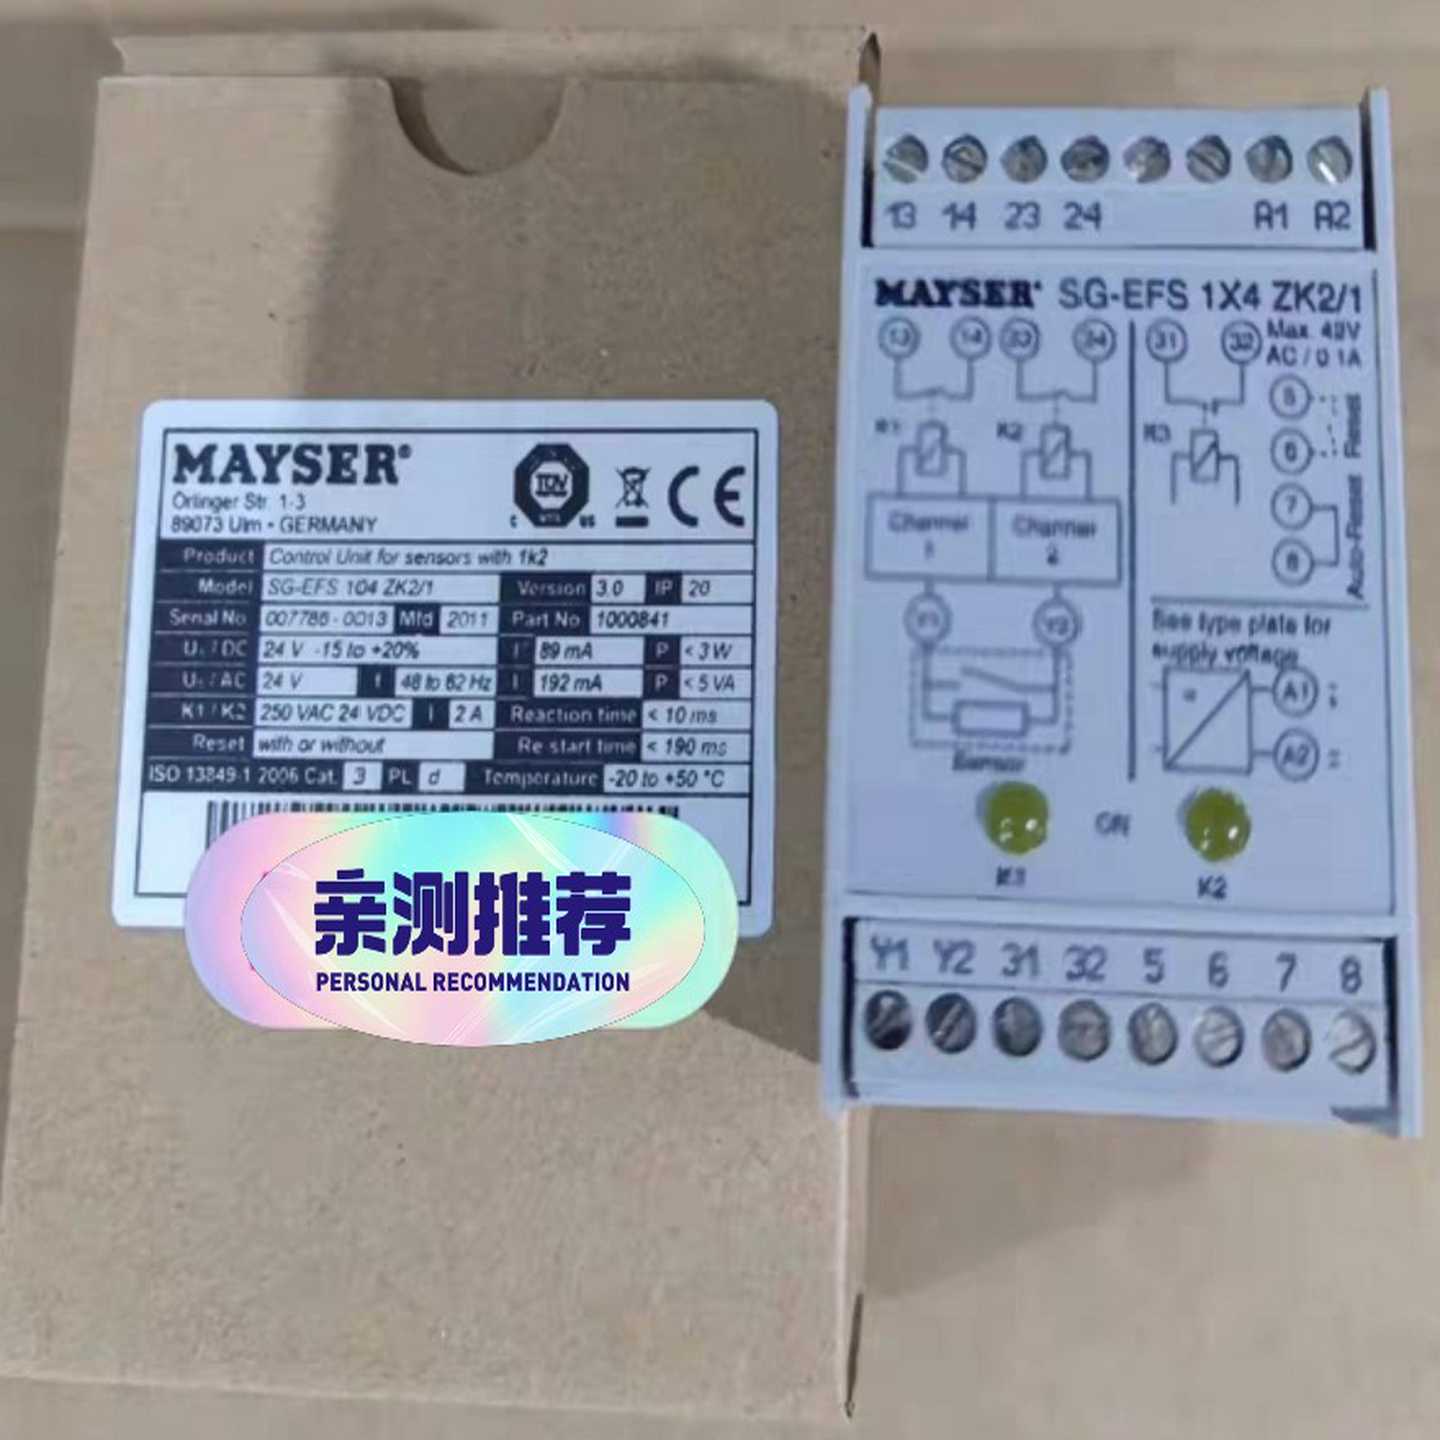 MAYSER®
Örlinger Str. 1-3
89073 Ulm • GERMANY
TÜV
C US
CE
Product Control Unit for sensors with 1k2
Model SG-EFS 104 ZK2/1 Version 3.0 IP 20
Serial No 007786-0013 Mfd 2011 Part No 1000841
24 V -15 to +20% I 89 mA P < 3 W
24 V f 48 to 62 Hz I 192 mA P < 5 VA
K1 / K2 250 VAC 24 VDC I 2 A Reaction time < 10 ms
Reset with or without Re start time < 190 ms
ISO 13849-1 2006 Cat. 3 PL d Temperature -20 to +50 °C
亲测推荐
PERSONAL RECOMMENDATION
13 14 23 24 A1 A2
MAYSER® SG-EFS 1X4 ZK2/1
13 14 23 24 31 32 Max. 42V
AC / 0.1A
K1 K2 K3
5
6
Reset
7
8
Auto-Reset
Channel 1
Channel 2
Y1 Y2
Sensor
See type plate for
supply voltage
A1
A2
ON
K1 K2
Y1 Y2 31 32 5 6 7 8